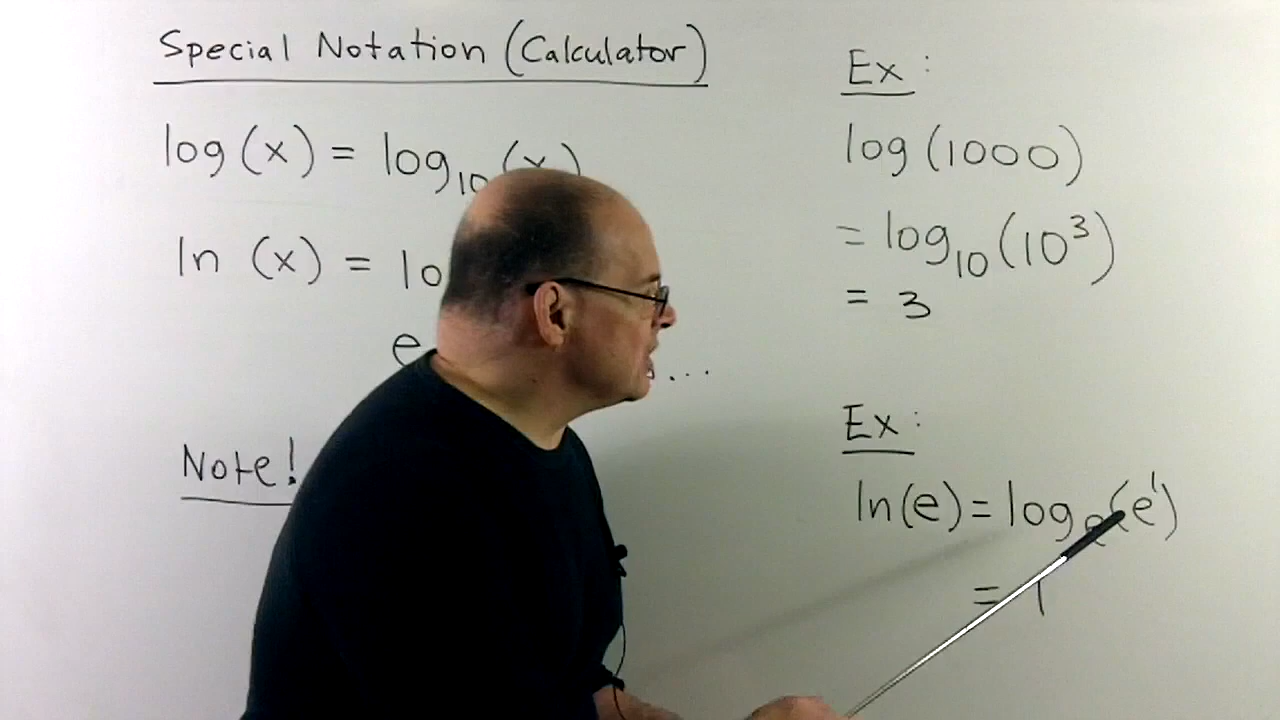 Special Notation (Calculator)
log(x) = log₁₀(x)
ln (x) = lo
e
...
Note!
Ex:
log(1000)
= log₁₀(10³)
= 3
Ex:
ln(e) = logₑ(e¹)
= 1